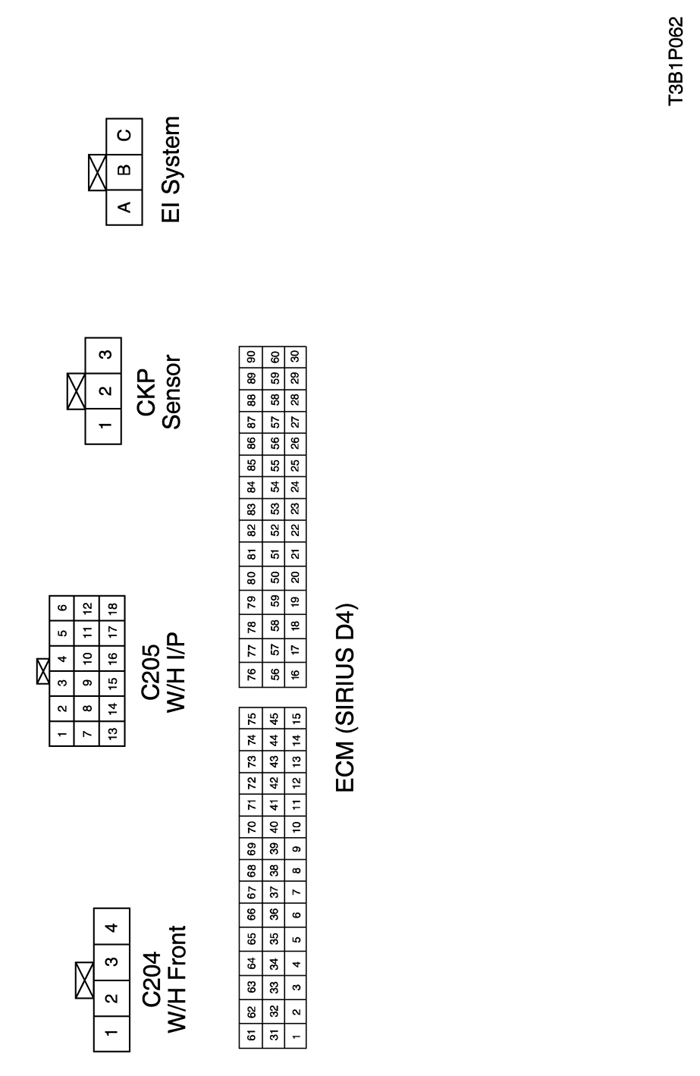 1 2 3 4
C204
W/H Front
1 2 3 4 5 6
7 8 9 10 11 12
13 14 15 16 17 18
C205
W/H I/P
1 2 3
CKP
Sensor
A B C
EI System
61 62 63 64 65 66 67 68 69 70 71 72 73 74 75
31 32 33 34 35 36 37 38 39 40 41 42 43 44 45
1 2 3 4 5 6 7 8 9 10 11 12 13 14 15
76 77 78 79 80 81 82 83 84 85 86 87 88 89 90
56 57 58 59 50 51 52 53 54 55 56 57 58 59 60
16 17 18 19 20 21 22 23 24 25 26 27 28 29 30
ECM (SIRIUS D4)
T3B1P062